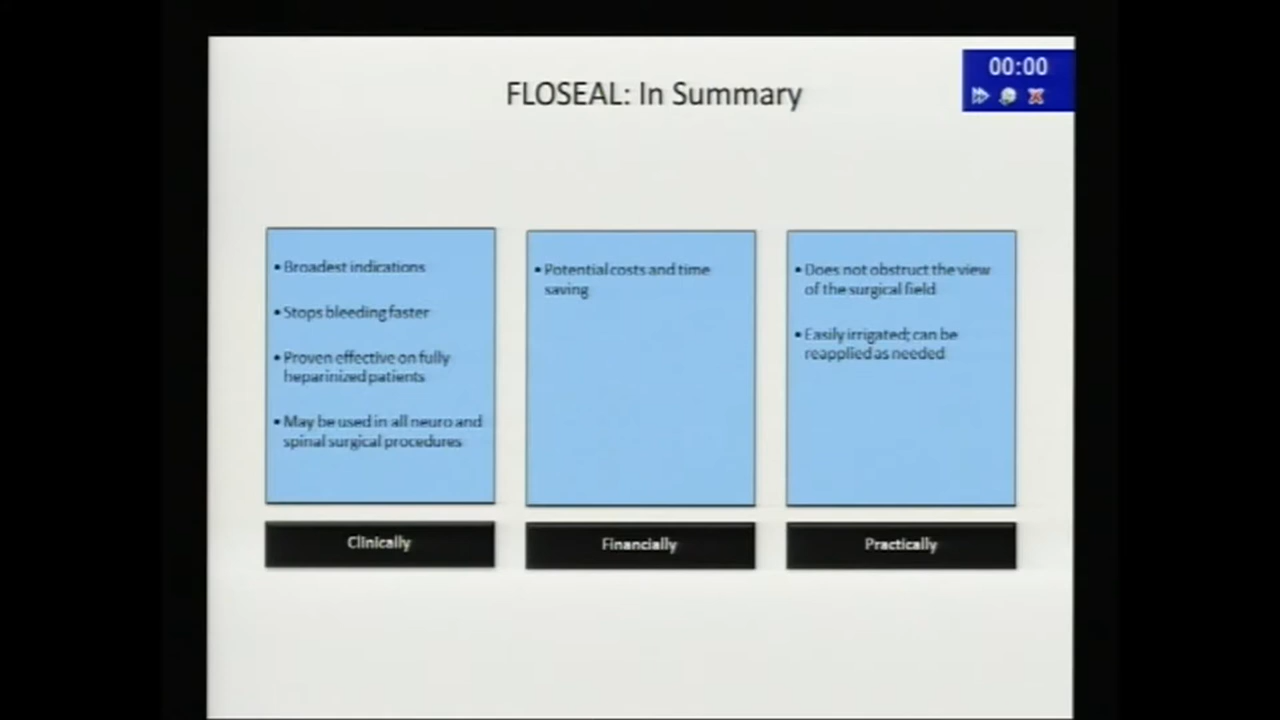 FLOSEAL: In Summary
00:00
▪ Broadest indications
▪ Stops bleeding faster
▪ Proven effective on fully
heparinized patients
▪ May be used in all neuro and
spinal surgical procedures
Clinically
▪ Potential costs and time
saving
Financially
▪ Does not obstruct the view
of the surgical field
▪ Easily irrigated; can be
reapplied as needed
Practically